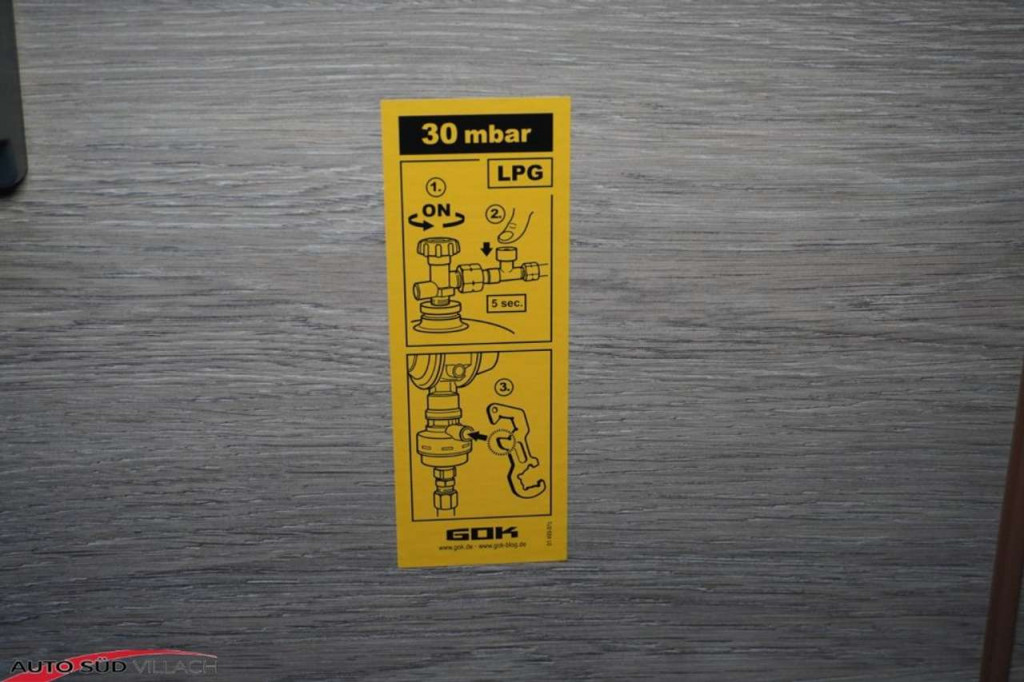 30 mbar
LPG
1.
ON
2.
5 sec.
3.
GOK
www.gok.de - www.gok-blog.de
AUTO SÜD VILLACH